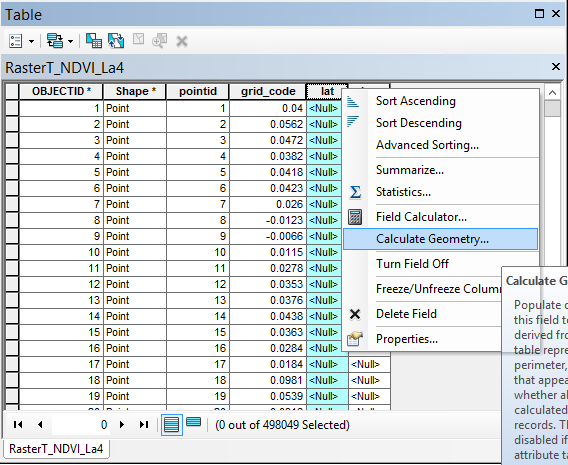 Table
RasterT_NDVI_La4
OBJECTID * Shape * pointid grid_code lat
1 Point 1 0.04 <Null>
2 Point 2 0.0562 <Null>
3 Point 3 0.0472 <Null>
4 Point 4 0.0382 <Null>
5 Point 5 0.0418 <Null>
6 Point 6 0.0423 <Null>
7 Point 7 0.026 <Null>
8 Point 8 -0.0123 <Null>
9 Point 9 -0.0066 <Null>
10 Point 10 0.0115 <Null>
11 Point 11 0.0278 <Null>
12 Point 12 0.0353 <Null>
13 Point 13 0.0376 <Null>
14 Point 14 0.0438 <Null>
15 Point 15 0.0363 <Null>
16 Point 16 0.0284 <Null>
17 Point 17 0.0184 <Null> <Null>
18 Point 18 0.0981 <Null> <Null>
19 Point 19 0.0539 <Null> <Null>
Sort Ascending
Sort Descending
Advanced Sorting...
Summarize...
Statistics...
Field Calculator...
Calculate Geometry...
Turn Field Off
Freeze/Unfreeze Colum
Delete Field
Properties...
Calculate G
Populate o
this field to
derived fro
table repre
perimeter,
that appea
whether al
calculated
records. Th
disabled if
attribute ta
0 (0 out of 498049 Selected)
RasterT_NDVI_La4